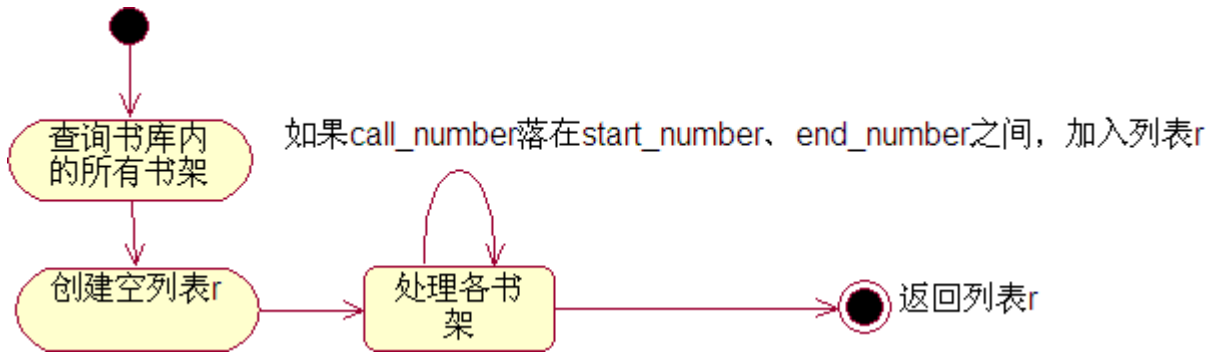 查询书库内
的所有书架
如果call_number落在start_number、end_number之间，加入列表r
创建空列表r
处理各书
架
返回列表r